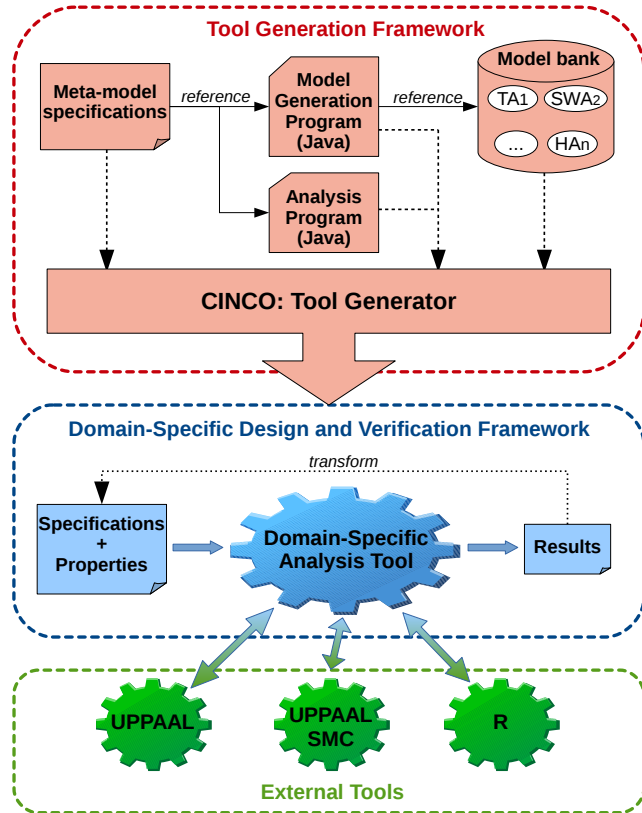 Tool Generation Framework
Meta-model
specifications
reference
Model
Generation
Program
(Java)
reference
Model bank
TA1
SWA2
...
HAn
Analysis
Program
(Java)
CINCO: Tool Generator
Domain-Specific Design and Verification Framework
transform
Specifications
+
Properties
Domain-Specific
Analysis Tool
Results
UPPAAL
UPPAAL
SMC
R
External Tools